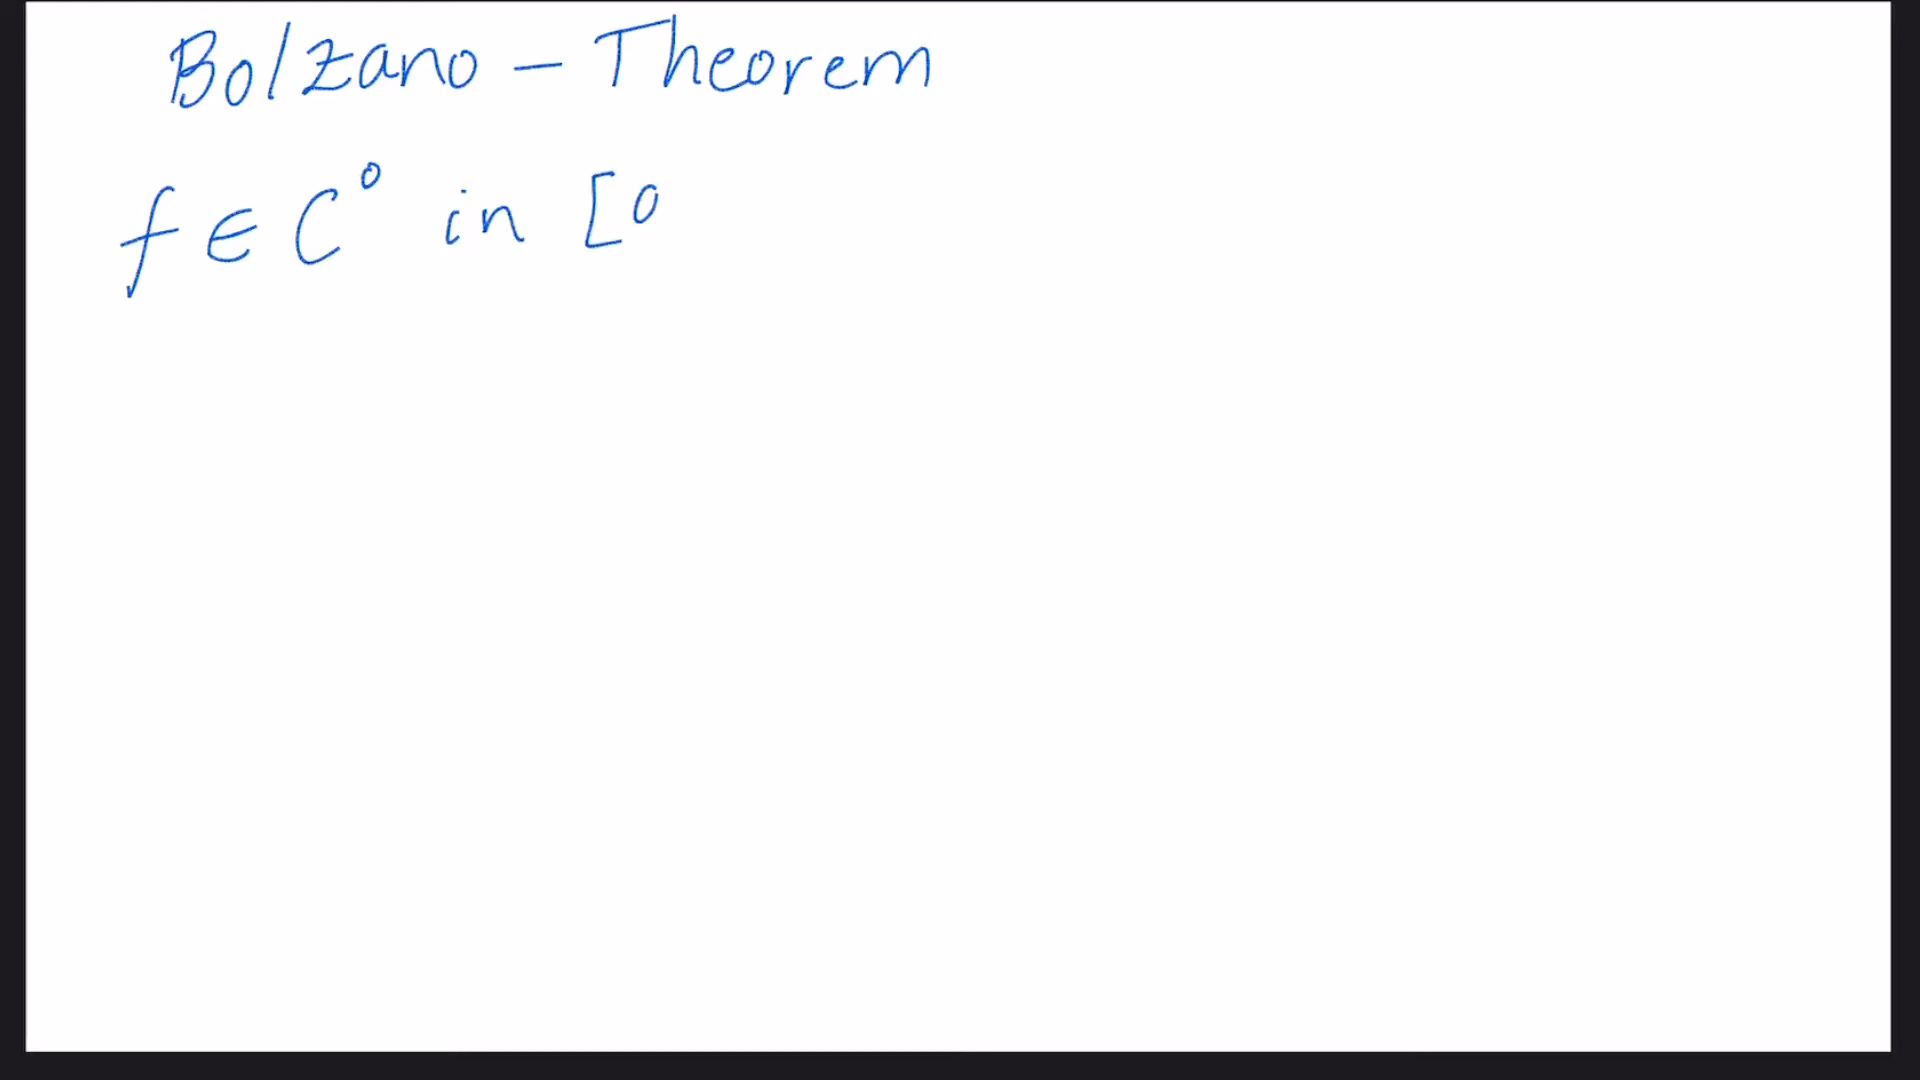 Bolzano - Theorem
f ∈ C⁰ in [0